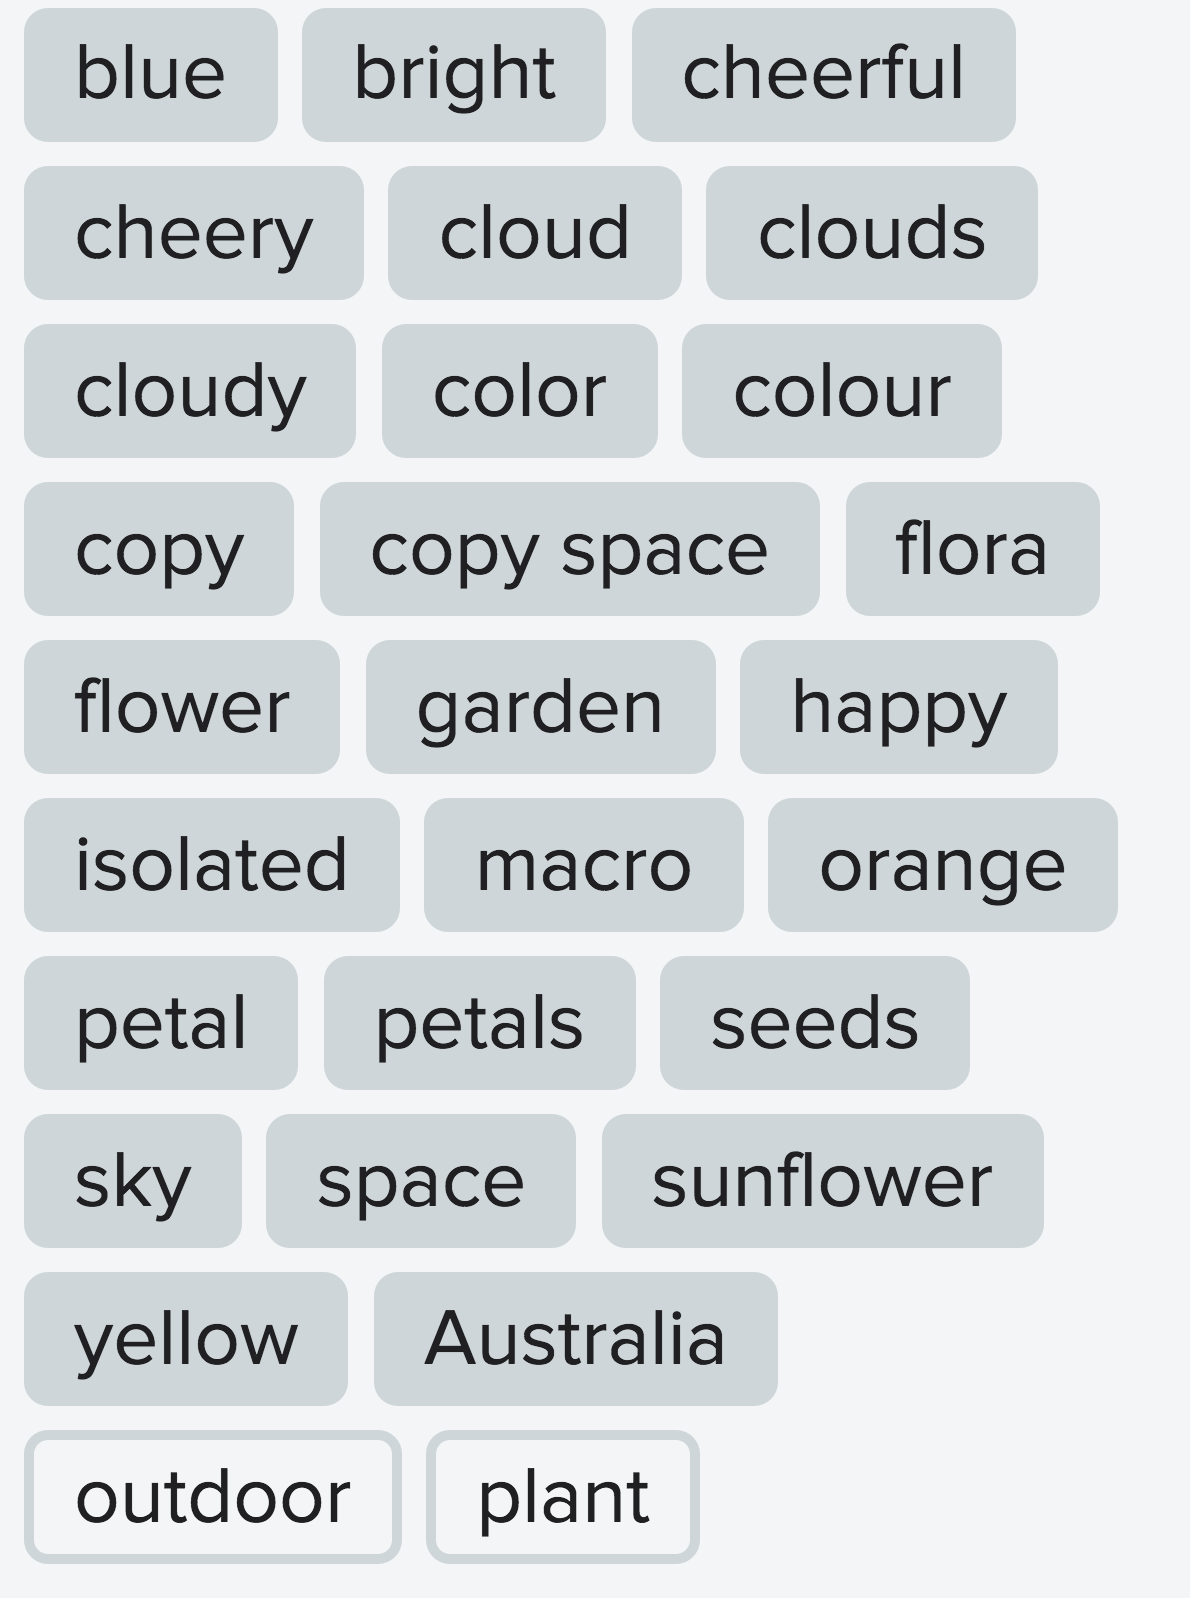 blue bright cheerful
cheery cloud clouds
cloudy color colour
copy copy space flora
flower garden happy
isolated macro orange
petal petals seeds
sky space sunflower
yellow Australia
outdoor plant